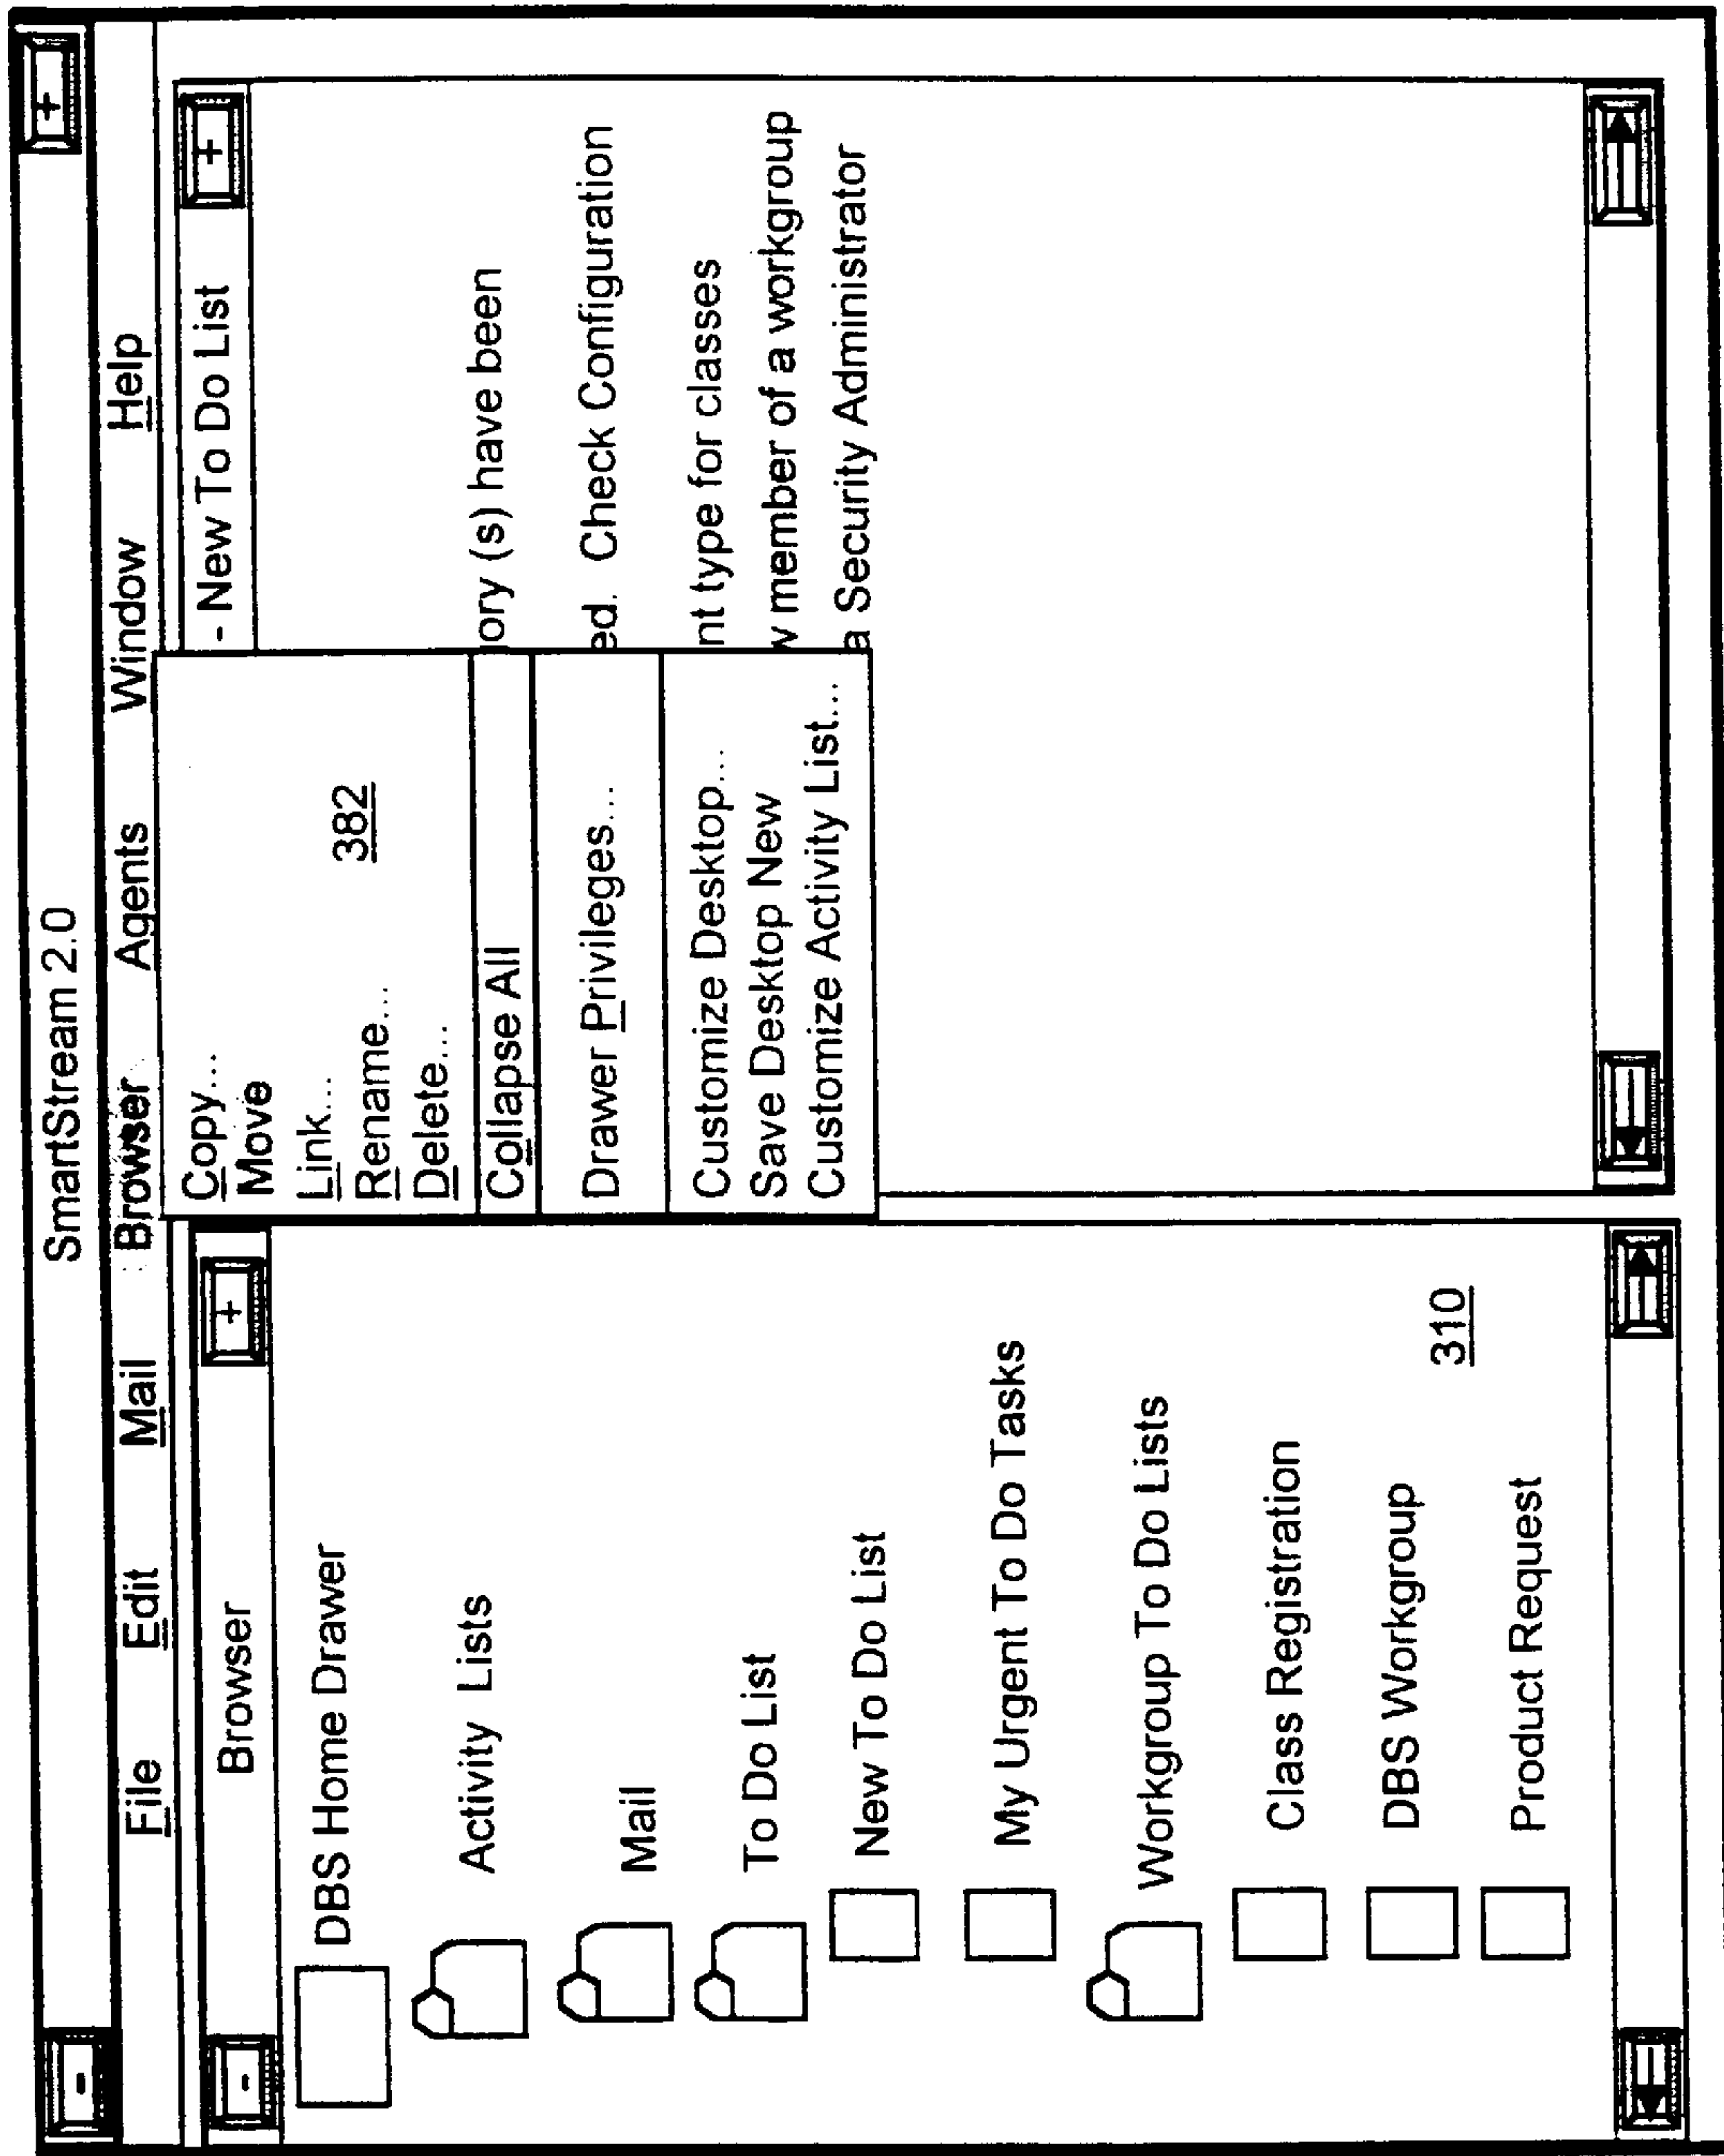 SmartStream 2.0
File Edit Mail Browser Agents Window Help
Browser
DBS Home Drawer
Activity Lists
Mail
To Do List
New To Do List
My Urgent To Do Tasks
Workgroup To Do Lists
Class Registration
DBS Workgroup
Product Request
310
Copy...
Move
Link...
Rename...
382
Delete...
Collapse All
Drawer Privileges...
Customize Desktop...
Save Desktop New
Customize Activity List...
- New To Do List
ory (s) have been
ed. Check Configuration
nt type for classes
member of a workgroup
a Security Administrator